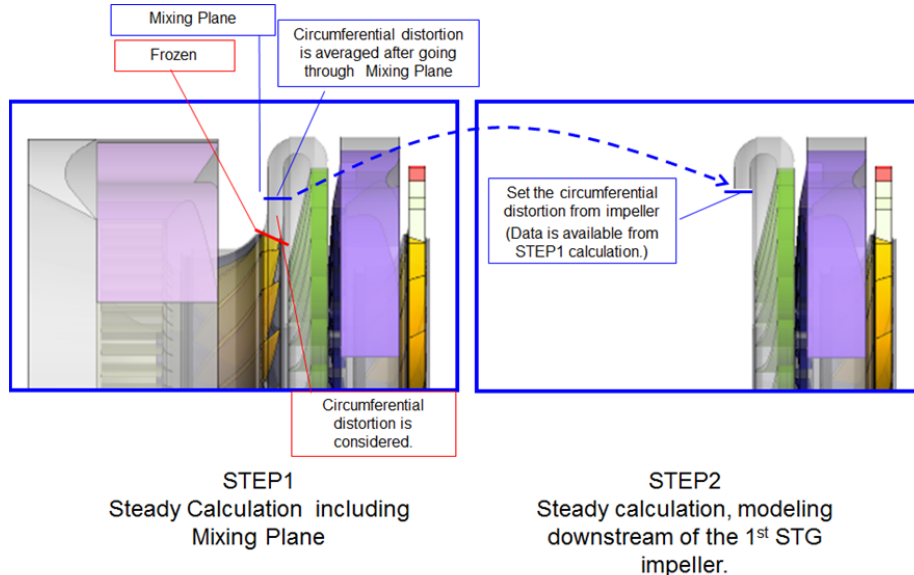 Mixing Plane
Frozen
Circumferential distortion
is averaged after going
through Mixing Plane
Set the circumferential
distortion from impeller
(Data is available from
STEP1 calculation.)
Circumferential
distortion is
considered.
STEP1
Steady Calculation including
Mixing Plane
STEP2
Steady calculation, modeling
downstream of the 1st STG
impeller.